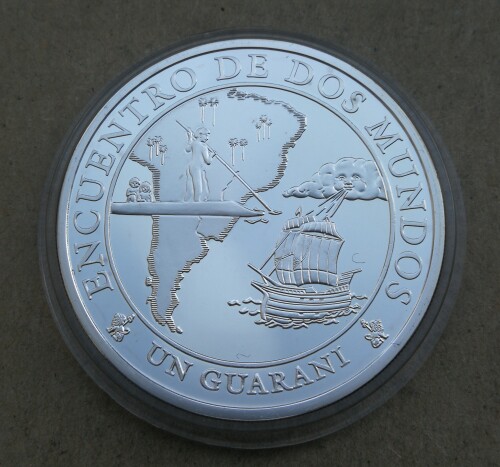 ENCUENTRO DE DOS MUNDOS
UN GUARANI